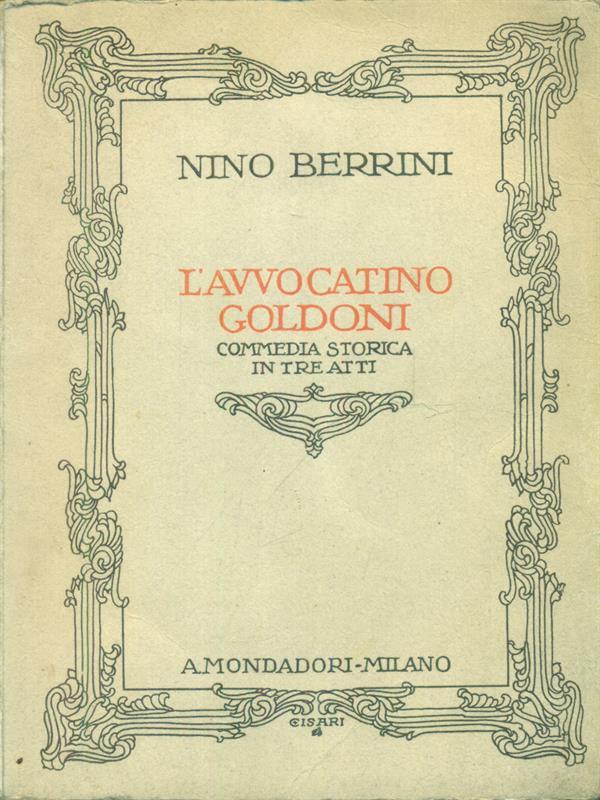 NINO BERRINI
L'AVVOCATINO
GOLDONI
COMMEDIA STORICA
IN TRE ATTI
A. MONDADORI-MILANO
CISARI